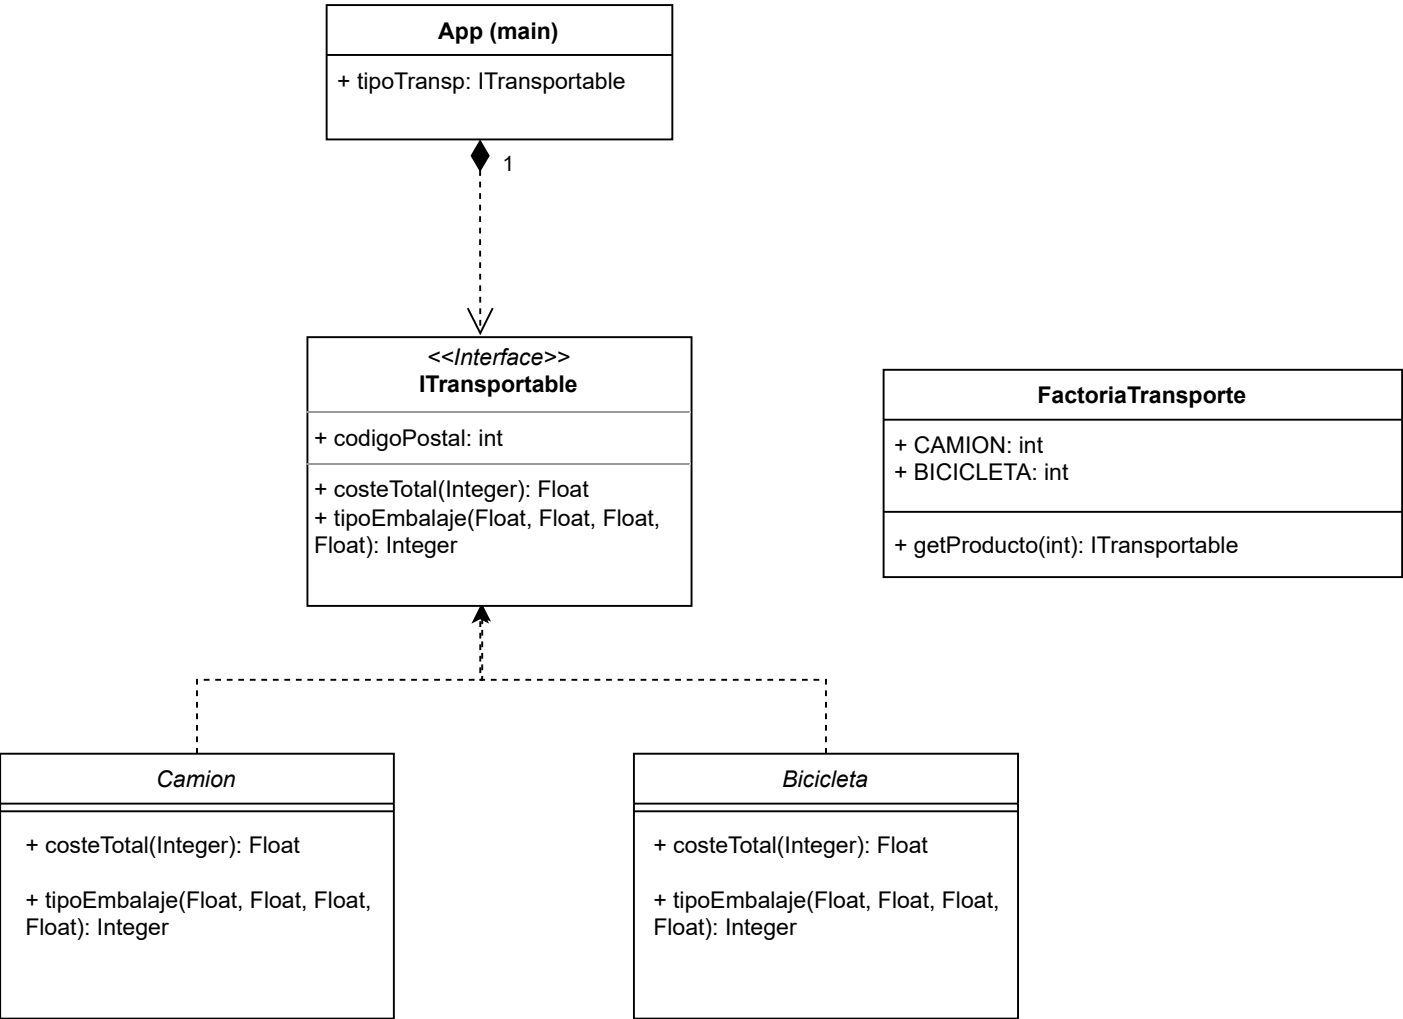 App (main)
+ tipoTransp: ITransportable
1
<<Interface>>
ITransportable
+ codigoPostal: int
+ costeTotal(Integer): Float
+ tipoEmbalaje(Float, Float, Float,
Float): Integer
FactoriaTransporte
+ CAMION: int
+ BICICLETA: int
+ getProducto(int): ITransportable
Camion
+ costeTotal(Integer): Float
+ tipoEmbalaje(Float, Float, Float,
Float): Integer
Bicicleta
+ costeTotal(Integer): Float
+ tipoEmbalaje(Float, Float, Float,
Float): Integer